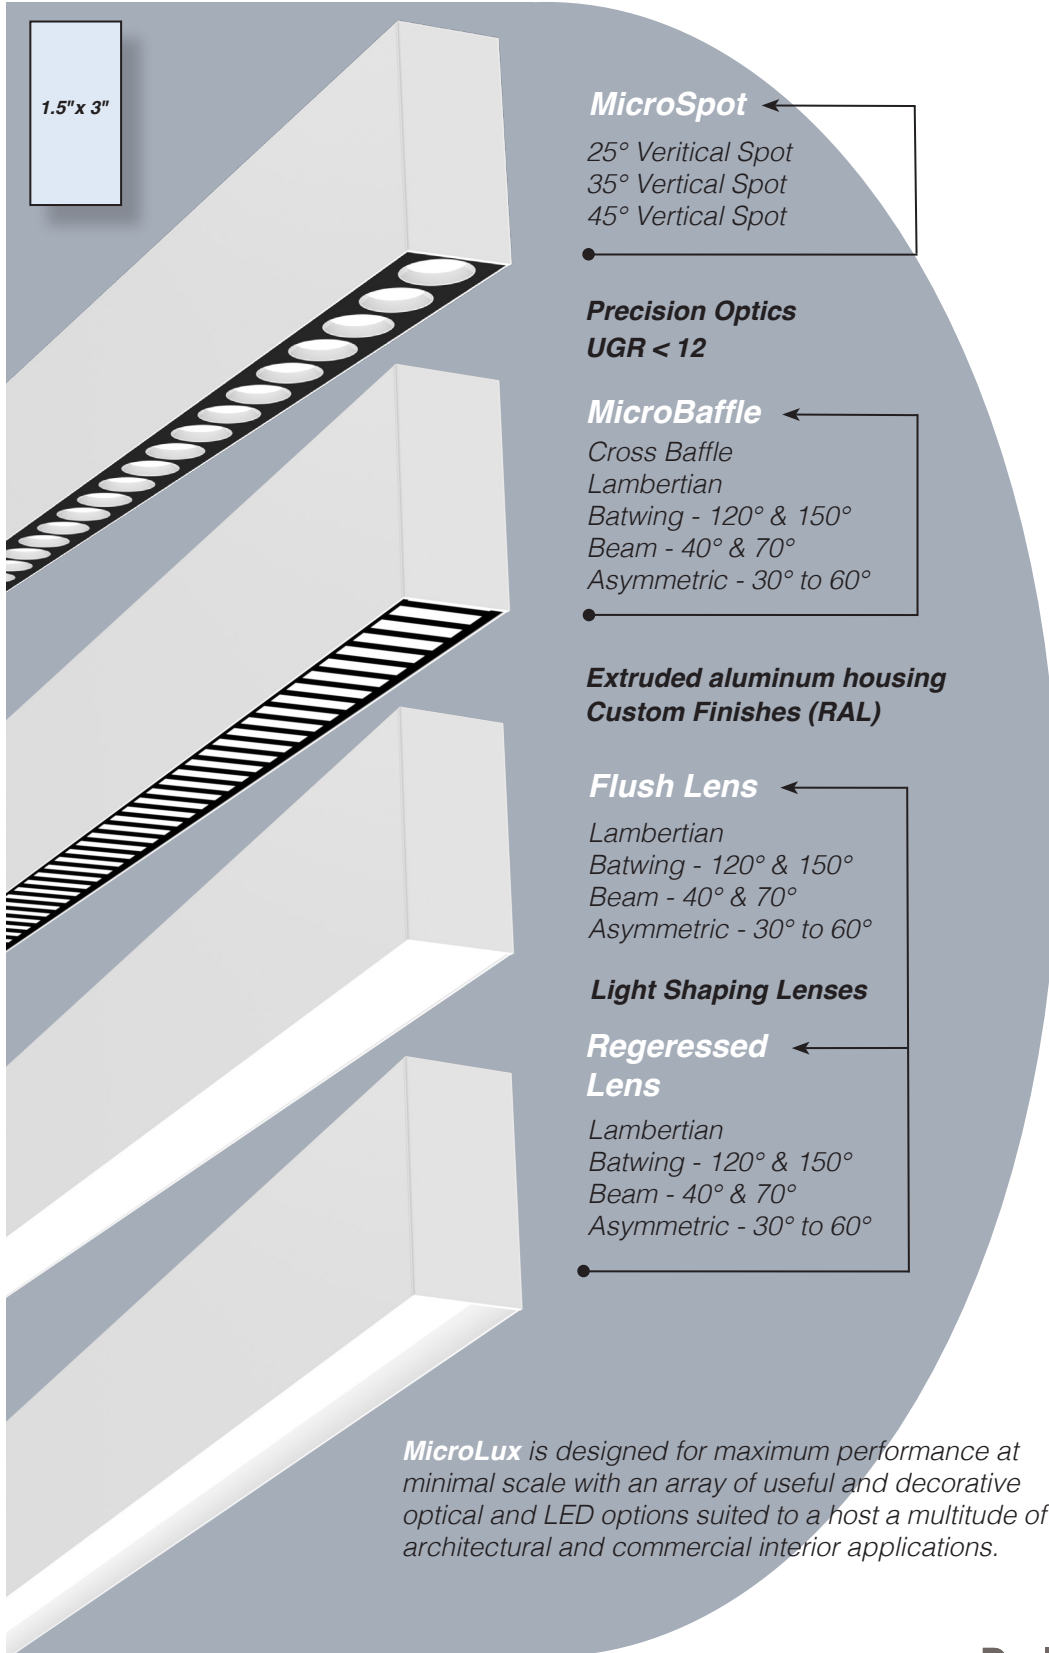 1.5"x 3"
MicroSpot
25° Veritical Spot
35° Vertical Spot
45° Vertical Spot
Precision Optics
UGR < 12
MicroBaffle
Cross Baffle
Lambertian
Batwing - 120° & 150°
Beam - 40° & 70°
Asymmetric - 30° to 60°
Extruded aluminum housing
Custom Finishes (RAL)
Flush Lens
Lambertian
Batwing - 120° & 150°
Beam - 40° & 70°
Asymmetric - 30° to 60°
Light Shaping Lenses
Regeressed
Lens
Lambertian
Batwing - 120° & 150°
Beam - 40° & 70°
Asymmetric - 30° to 60°
MicroLux is designed for maximum performance at
minimal scale with an array of useful and decorative
optical and LED options suited to a host a multitude of
architectural and commercial interior applications.